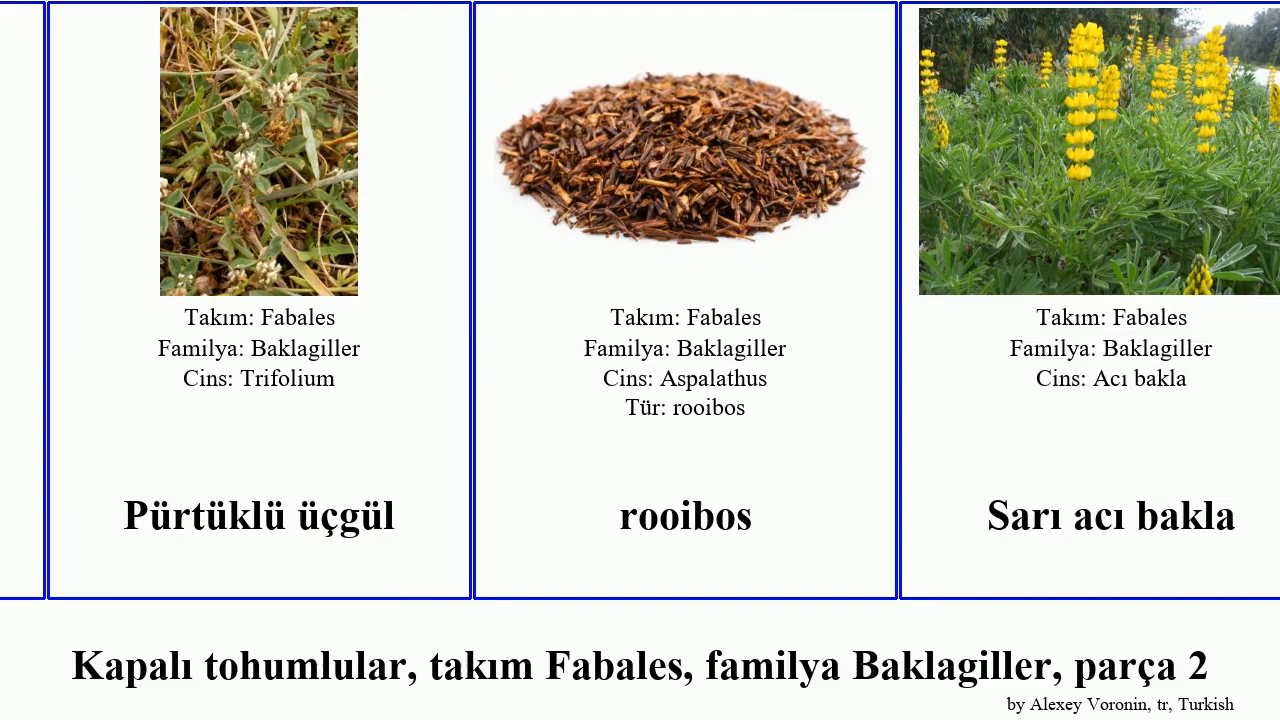 Takım: Fabales
Familya: Baklagiller
Cins: Trifolium
Pürtüklü üçgül
Takım: Fabales
Familya: Baklagiller
Cins: Aspalathus
Tür: rooibos
rooibos
Takım: Fabales
Familya: Baklagiller
Cins: Acı bakla
Sarı acı bakla
Kapalı tohumlular, takım Fabales, familya Baklagiller, parça 2
by Alexey Voronin, tr, Turkish